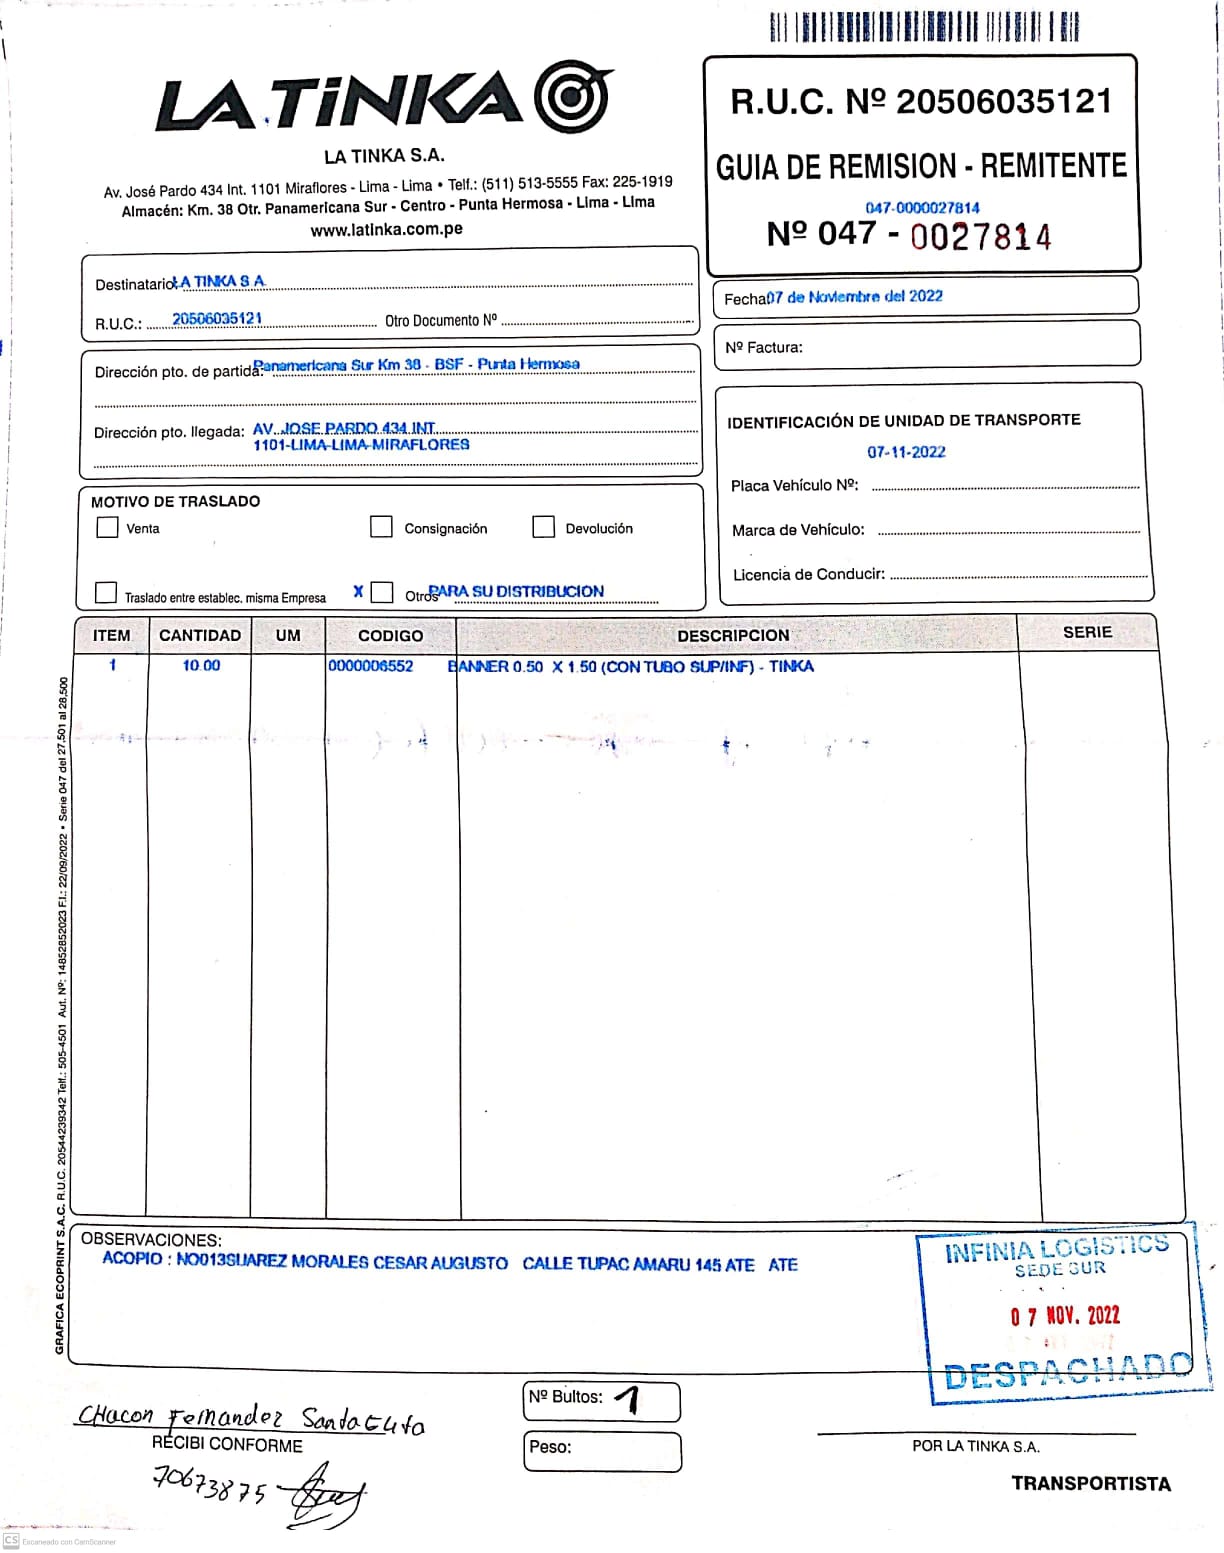 LA TiNKA
LA TINKA S.A.
Av. José Pardo 434 Int. 1101 Miraflores - Lima - Lima • Telf.: (511) 513-5555 Fax: 225-1919
Almacén: Km. 38 Otr. Panamericana Sur - Centro - Punta Hermosa - Lima - Lima
www.latinka.com.pe
R.U.C. Nº 20506035121
GUIA DE REMISION - REMITENTE
047-0000027814
Nº 047 - 0027814
Destinatario: LA TINKA S A
R.U.C.: 20506035121 Otro Documento Nº
Fecha: 07 de Noviembre del 2022
Nº Factura:
Dirección pto. de partida: Panamericana Sur Km 38 - BSF - Punta Hermosa
Dirección pto. llegada: AV. JOSE PARDO 434 INT.
1101-LIMA-LIMA-MIRAFLORES
IDENTIFICACIÓN DE UNIDAD DE TRANSPORTE
07-11-2022
Placa Vehículo Nº:
Marca de Vehículo:
Licencia de Conducir:
MOTIVO DE TRASLADO
Venta Consignación Devolución
Traslado entre establec. misma Empresa X Otros PARA SU DISTRIBUCION
ITEM CANTIDAD UM CODIGO DESCRIPCION SERIE
1 10.00 0000006552 BANNER 0.50 X 1.50 (CON TUBO SUP/INF) - TINKA
GRAFICA ECOPRINT S.A.C. R.U.C. 20544239342 Telf.: 505-4501 Aut. Nº: 14852852023 F.I.: 22/09/2022 • Serie 047 del 27,501 al 28,500
OBSERVACIONES:
ACOPIO : NO013SUAREZ MORALES CESAR AUGUSTO CALLE TUPAC AMARU 145 ATE ATE
INFINIA LOGISTICS
SEDE SUR
07 NOV. 2022
DESPACHADO
Nº Bultos: 1
Peso:
Chacon Fernandez Santa
RECIBI CONFORME
70673875
POR LA TINKA S.A.
TRANSPORTISTA
CS Escaneado con CamScanner